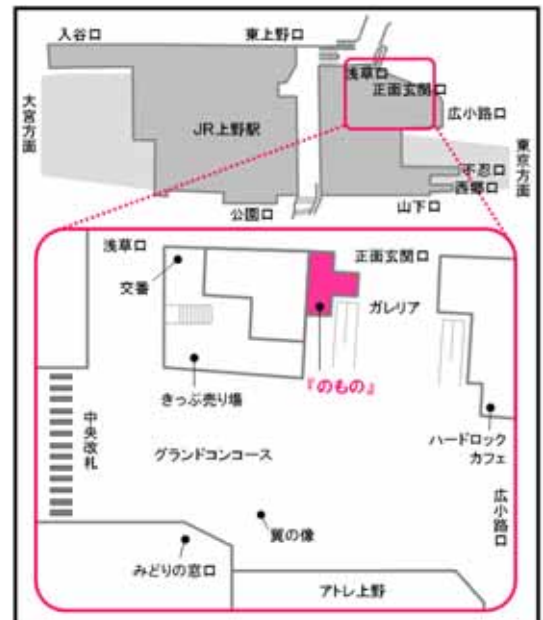 入谷口
東上野口
浅草口
正面玄関口
広小路口
大宮方面
JR上野駅
東京方面
不忍口
西郷口
公園口
山下口
浅草口
正面玄関口
交番
ガレリア
きっぷ売り場
『のもの』
中央改札
グランドコンコース
ハードロック
カフェ
広小路口
翼の像
みどりの窓口
アトレ上野